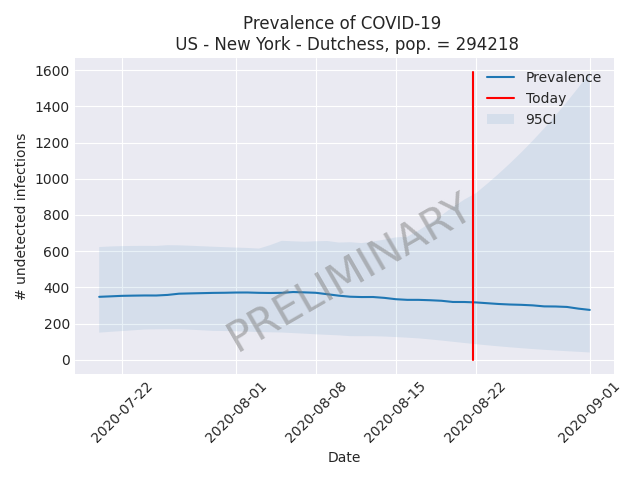 Prevalence of COVID-19
US - New York - Dutchess, pop. = 294218
1600
1400
1200
1000
800
600
400
200
0
# undetected infections
Prevalence
Today
95CI
PRELIMINARY
2020-07-22
2020-08-01
2020-08-08
2020-08-15
2020-08-22
2020-09-01
Date